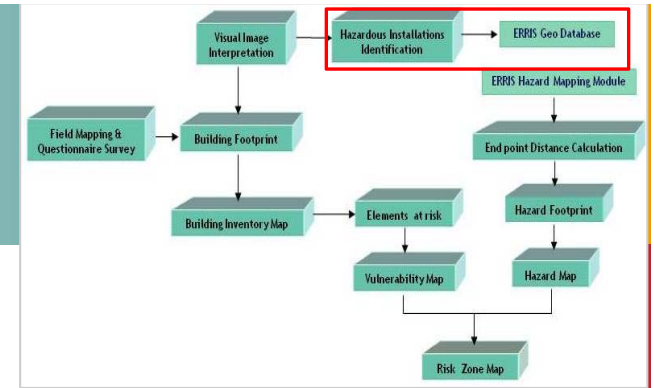 Visual Image
Interpretation
Hazardous Installations
Identification
ERRIS Geo Database
ERRIS Hazard Mapping Module
Field Mapping &
Questionnaire Survey
Building Footprint
End point Distance Calculation
Building Inventory Map
Elements at risk
Hazard Footprint
Vulnerability Map
Hazard Map
Risk Zone Map